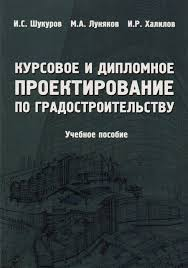 И.С. Шукуров М.А. Луняков И.Р. Халилов
КУРСОВОЕ И ДИПЛОМНОЕ
ПРОЕКТИРОВАНИЕ
ПО ГРАДОСТРОИТЕЛЬСТВУ
Учебное пособие